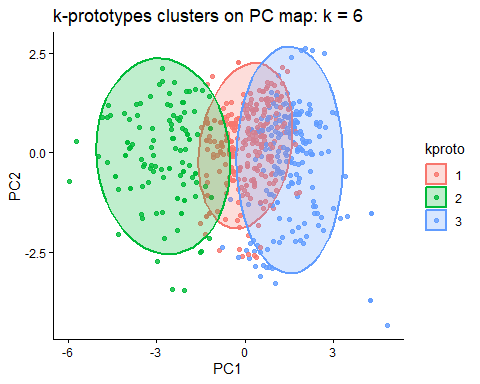 k-prototypes clusters on PC map: k = 6
2.5
0.0
-2.5
PC2
-6
-3
0
3
PC1
kproto
1
2
3